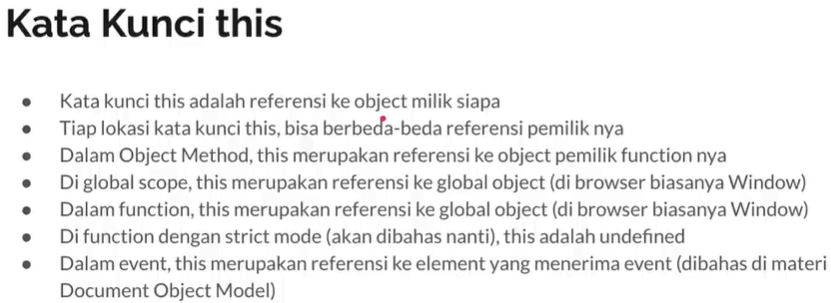 Kata Kunci this
● Kata kunci this adalah referensi ke object milik siapa
● Tiap lokasi kata kunci this, bisa berbeda-beda referensi pemilik nya
● Dalam Object Method, this merupakan referensi ke object pemilik function nya
● Di global scope, this merupakan referensi ke global object (di browser biasanya Window)
● Dalam function, this merupakan referensi ke global object (di browser biasanya Window)
● Di function dengan strict mode (akan dibahas nanti), this adalah undefined
● Dalam event, this merupakan referensi ke element yang menerima event (dibahas di materi
Document Object Model)